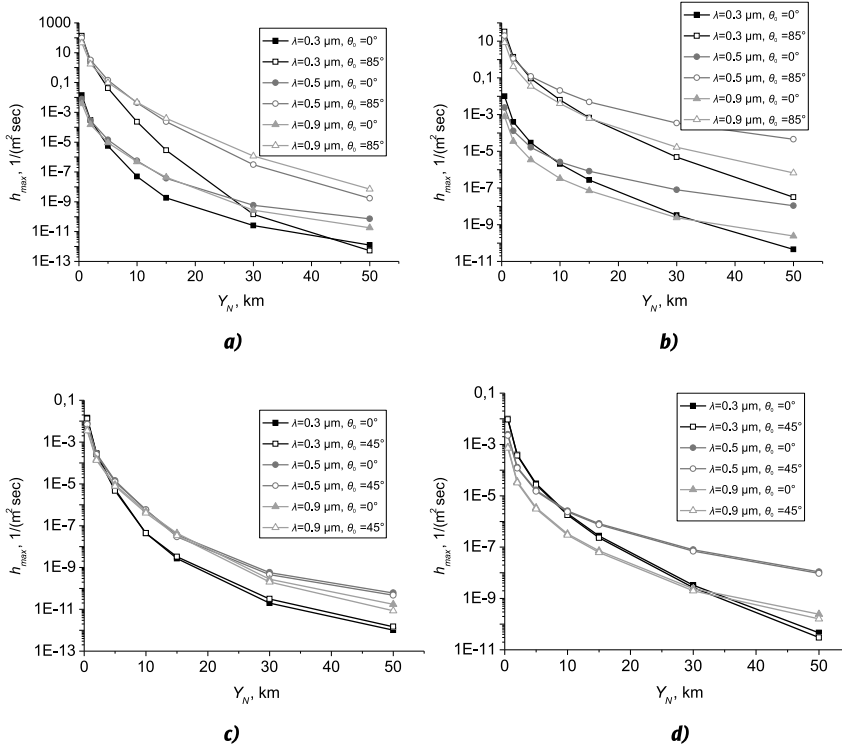 1000
10
0,1
1E-3
1E-5
1E-7
1E-9
1E-11
1E-13
h_max, 1/(m² sec)
0
10
20
30
40
50
Y_N, km
λ=0.3 μm, θ₀ =0°
λ=0.3 μm, θ₀ =85°
λ=0.5 μm, θ₀ =0°
λ=0.5 μm, θ₀ =85°
λ=0.9 μm, θ₀ =0°
λ=0.9 μm, θ₀ =85°
a)
10
0,1
1E-3
1E-5
1E-7
1E-9
1E-11
h_max, 1/(m² sec)
0
10
20
30
40
50
Y_N, km
λ=0.3 μm, θ₀ =0°
λ=0.3 μm, θ₀ =85°
λ=0.5 μm, θ₀ =0°
λ=0.5 μm, θ₀ =85°
λ=0.9 μm, θ₀ =0°
λ=0.9 μm, θ₀ =85°
b)
0,1
1E-3
1E-5
1E-7
1E-9
1E-11
1E-13
h_max, 1/(m² sec)
0
10
20
30
40
50
Y_N, km
λ=0.3 μm, θ₀ =0°
λ=0.3 μm, θ₀ =45°
λ=0.5 μm, θ₀ =0°
λ=0.5 μm, θ₀ =45°
λ=0.9 μm, θ₀ =0°
λ=0.9 μm, θ₀ =45°
c)
0,1
1E-3
1E-5
1E-7
1E-9
1E-11
h_max, 1/(m² sec)
0
10
20
30
40
50
Y_N, km
λ=0.3 μm, θ₀ =0°
λ=0.3 μm, θ₀ =45°
λ=0.5 μm, θ₀ =0°
λ=0.5 μm, θ₀ =45°
λ=0.9 μm, θ₀ =0°
λ=0.9 μm, θ₀ =45°
d)